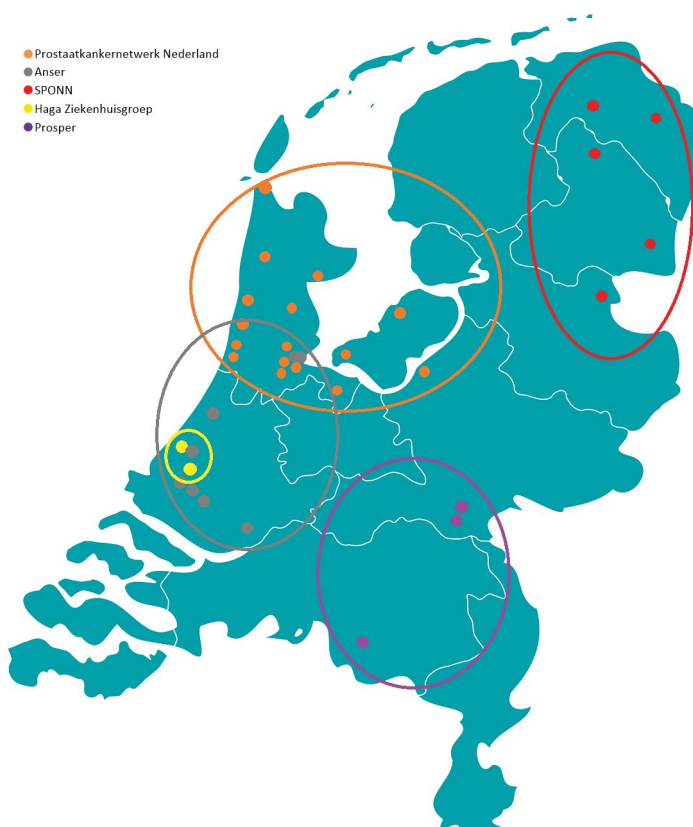 Prostaatkankernetwerk Nederland
Anser
SPONN
Haga Ziekenhuisgroep
Prosper